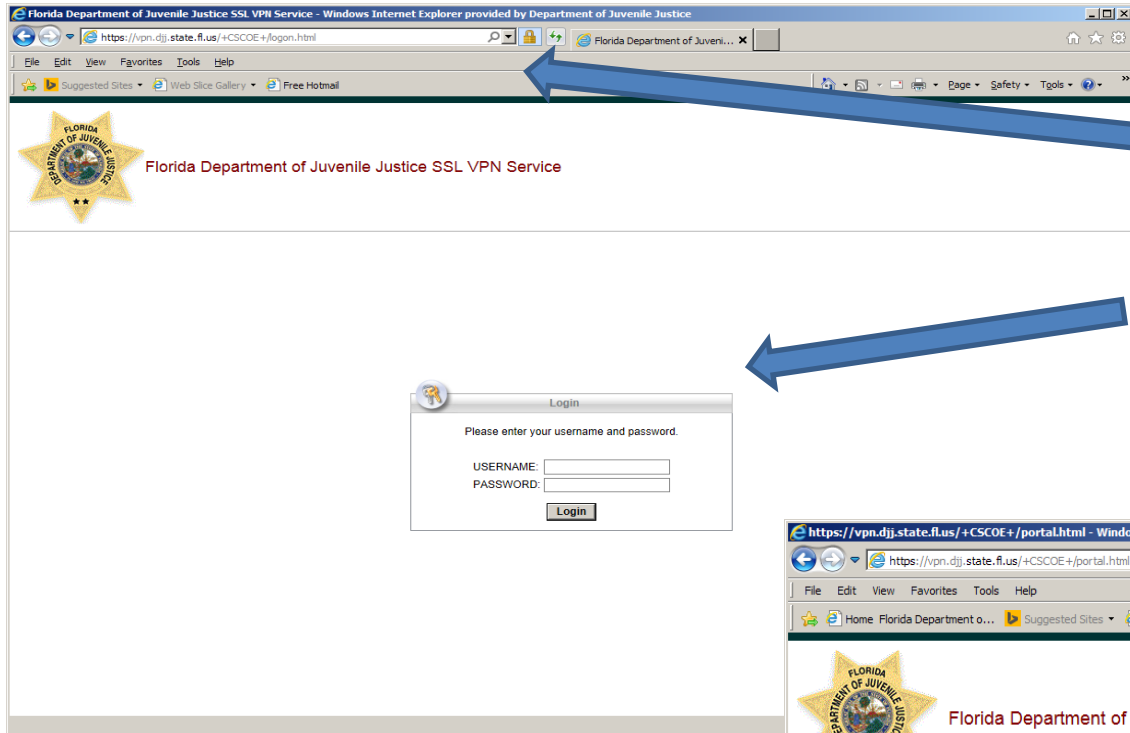 Florida Department of Juvenile Justice SSL VPN Service - Windows Internet Explorer provided by Department of Juvenile Justice
https://vpn.djj.state.fl.us/+CSCOE+/logon.html
Florida Department of Juveni...
File Edit View Favorites Tools Help
Suggested Sites Web Slice Gallery Free Hotmail
Page Safety Tools
FLORIDA
DEPARTMENT OF JUVENILE JUSTICE
Florida Department of Juvenile Justice SSL VPN Service
Login
Please enter your username and password.
USERNAME:
PASSWORD:
Login
https://vpn.djj.state.fl.us/+CSCOE+/portal.html - Windo
https://vpn.djj.state.fl.us/+CSCOE+/portal.html
File Edit View Favorites Tools Help
Home Florida Department o... Suggested Sites
FLORIDA
Florida Department of